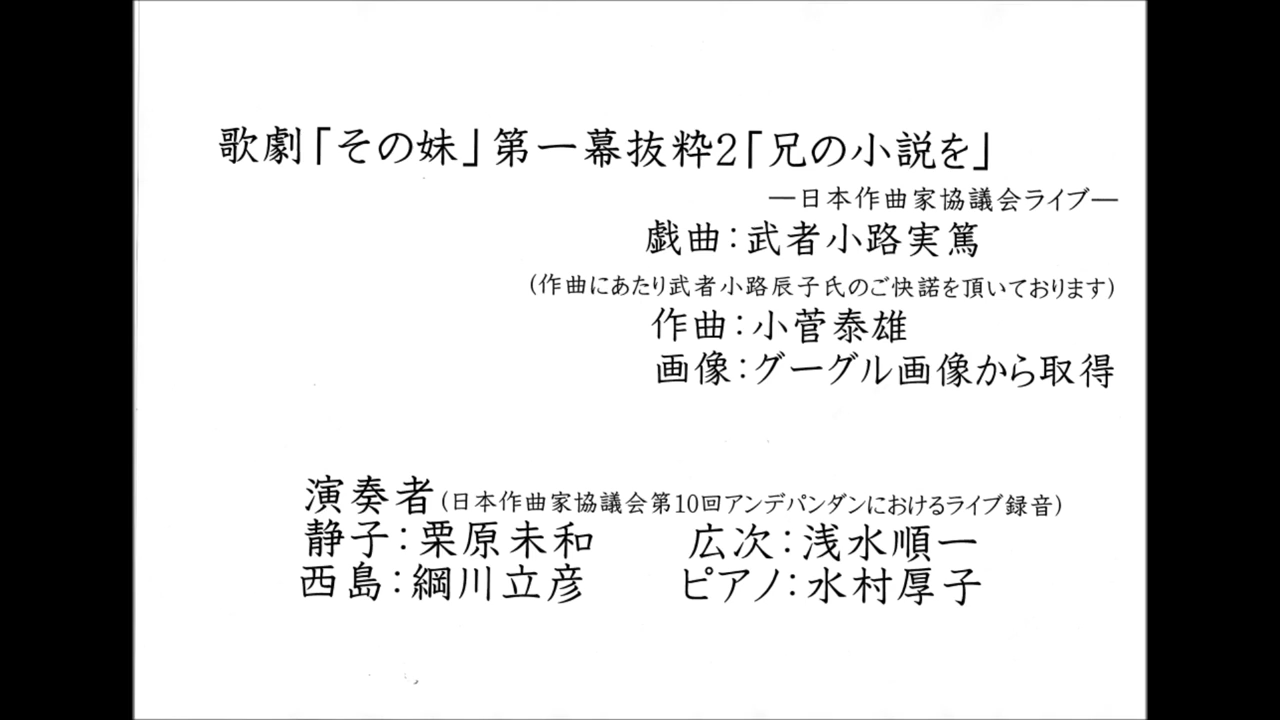 歌劇「その妹」第一幕抜粋2「兄の小説を」
―日本作曲家協議会ライブ―
戯曲：武者小路実篤
(作曲にあたり武者小路辰子氏のご快諾を頂いております)
作曲：小菅泰雄
画像：グーグル画像から取得
演奏者(日本作曲家協議会第10回アンデパンダンにおけるライブ録音)
静子：栗原未和　　広次：浅水順一
西島：綱川立彦　　ピアノ：水村厚子